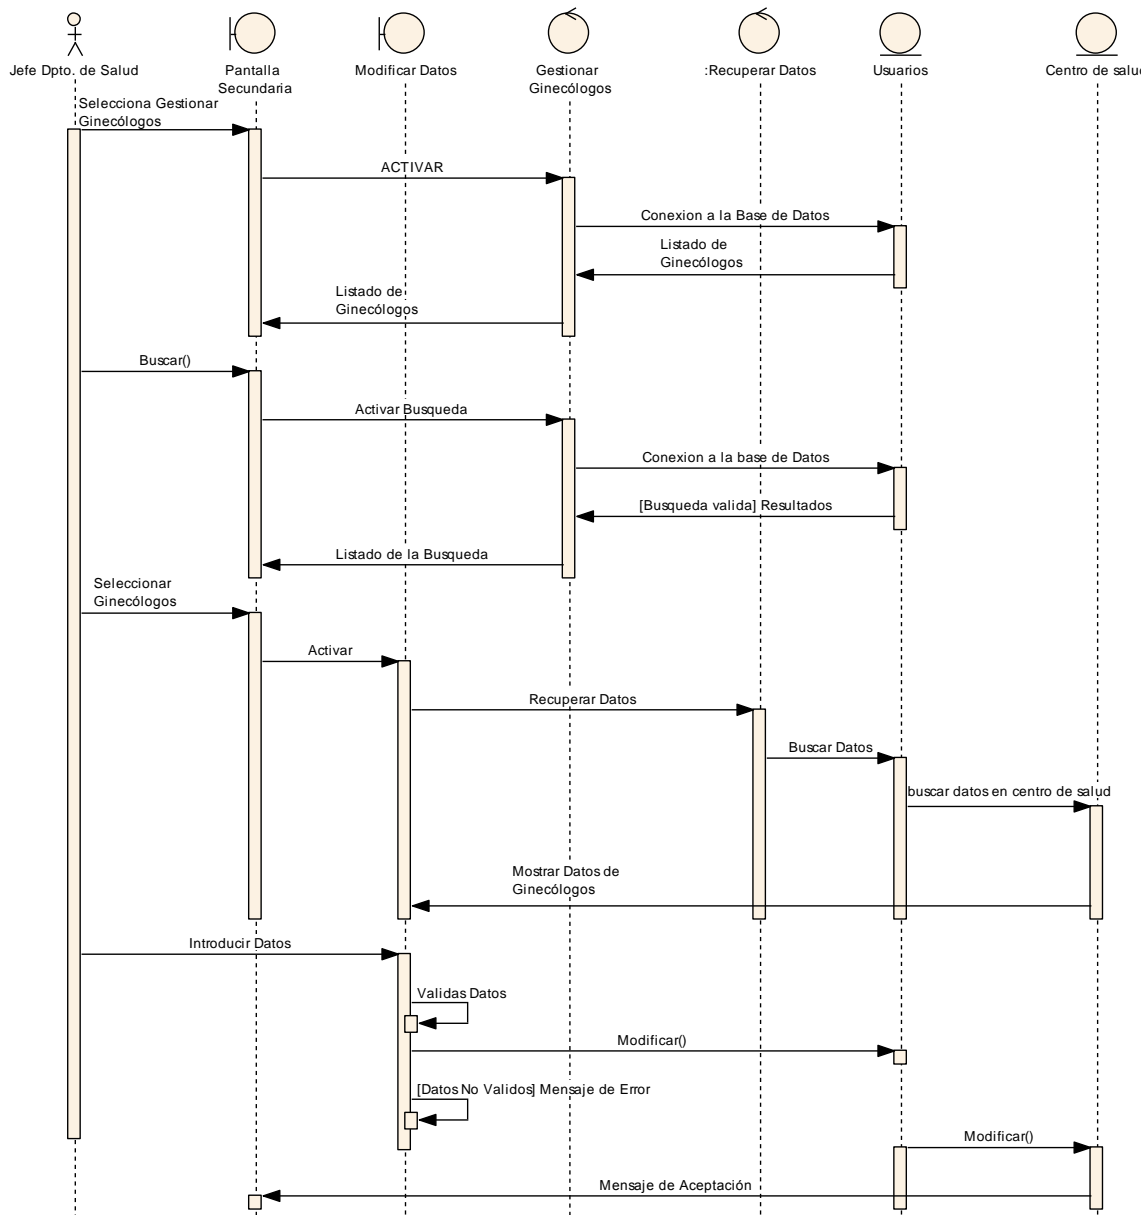 Jefe Dpto. de Salud
Pantalla
Secundaria
Modificar Datos
Gestionar
Ginecólogos
:Recuperar Datos
Usuarios
Centro de salud
Selecciona Gestionar
Ginecólogos
ACTIVAR
Conexion a la Base de Datos
Listado de
Ginecólogos
Listado de
Ginecólogos
Buscar()
Activar Busqueda
Conexion a la base de Datos
[Busqueda valida] Resultados
Listado de la Busqueda
Seleccionar
Ginecólogos
Activar
Recuperar Datos
Buscar Datos
buscar datos en centro de salud
Mostrar Datos de
Ginecólogos
Introducir Datos
Validas Datos
Modificar()
[Datos No Validos] Mensaje de Error
Modificar()
Mensaje de Aceptación